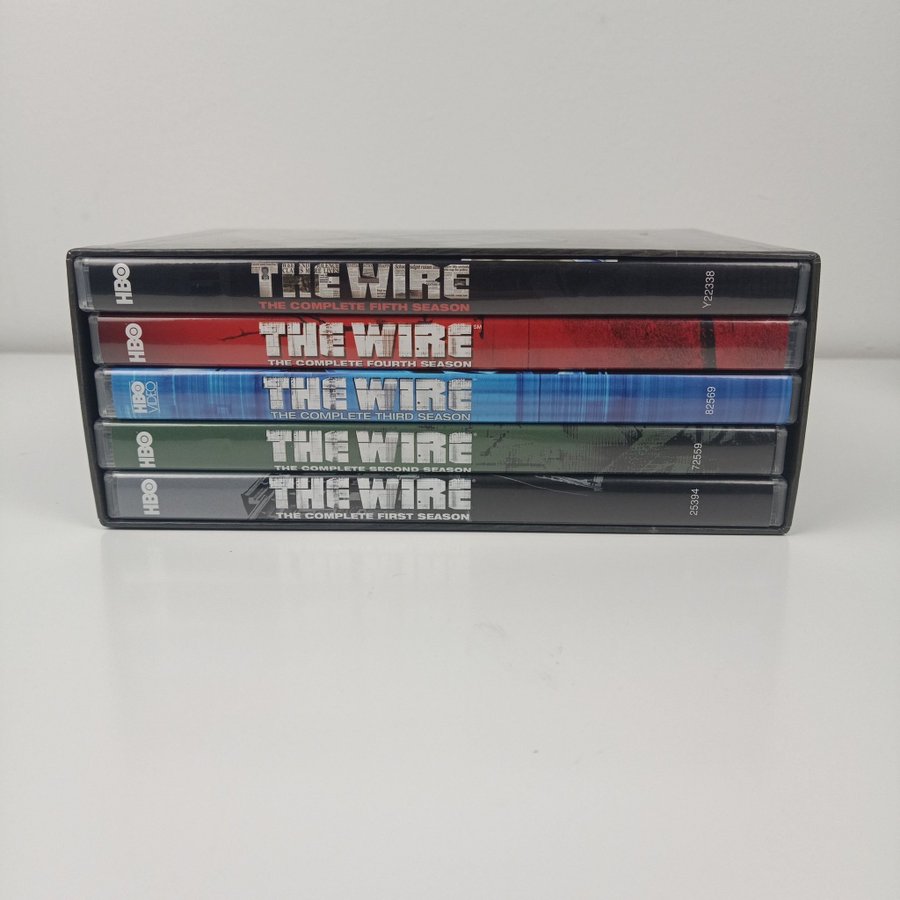 HBO
THE WIRE
THE COMPLETE FIFTH SEASON
Y22338
HBO
THE WIRE SM
THE COMPLETE FOURTH SEASON
HBO
VIDEO
THE WIRE
THE COMPLETE THIRD SEASON
82569
HBO
THE WIRE
THE COMPLETE SECOND SEASON
72559
HBO
THE WIRE
THE COMPLETE FIRST SEASON
25394